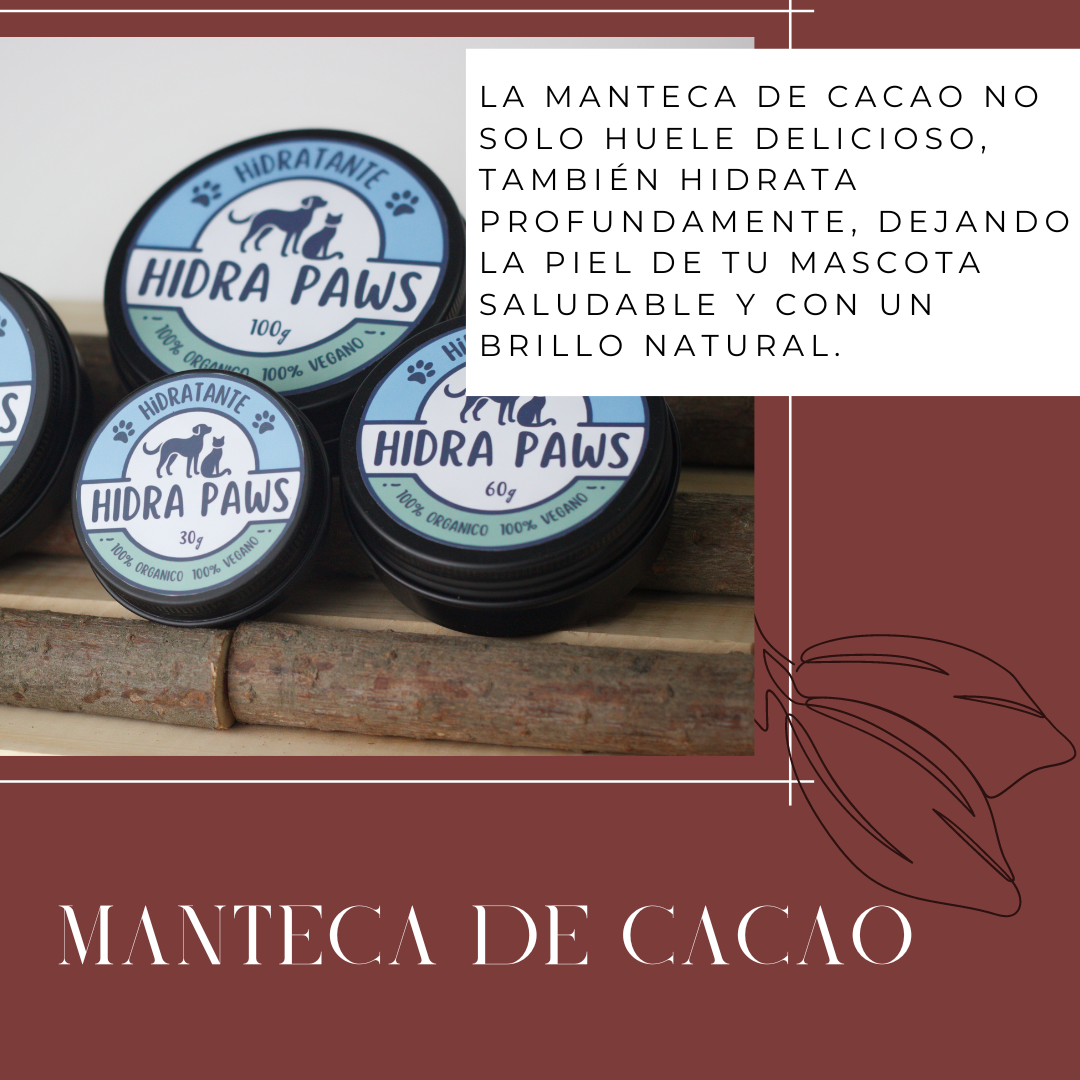 LA MANTECA DE CACAO NO
SOLO HUELE DELICIOSO,
TAMBIÉN HIDRATA
PROFUNDAMENTE, DEJANDO
LA PIEL DE TU MASCOTA
SALUDABLE Y CON UN
BRILLO NATURAL.
HiDRATANTE
HIDRA PAWS
100g
100% ORGANICO 100% VEGANO
HiDRATANTE
HIDRA PAWS
30g
100% ORGANICO 100% VEGANO
HIDRA PAWS
60g
100% ORGANICO 100% VEGANO
MANTECA DE CACAO